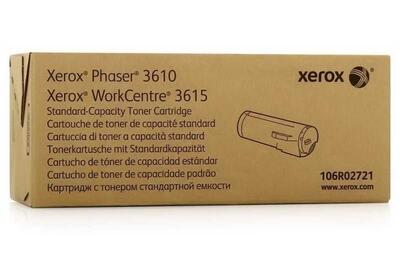 Xerox® Phaser® 3610
Xerox® WorkCentre® 3615
Standard-Capacity Toner Cartridge
Cartouche de toner de capacité standard
Cartuccia di toner a capacità standard
Tonerkartusche mit Standardkapazität
Cartucho de tóner de capacidad estándar
Cartucho de toner de capacidade padrão
Картридж с тонером стандартной емкости
xerox
106R02721
www.xerox.com